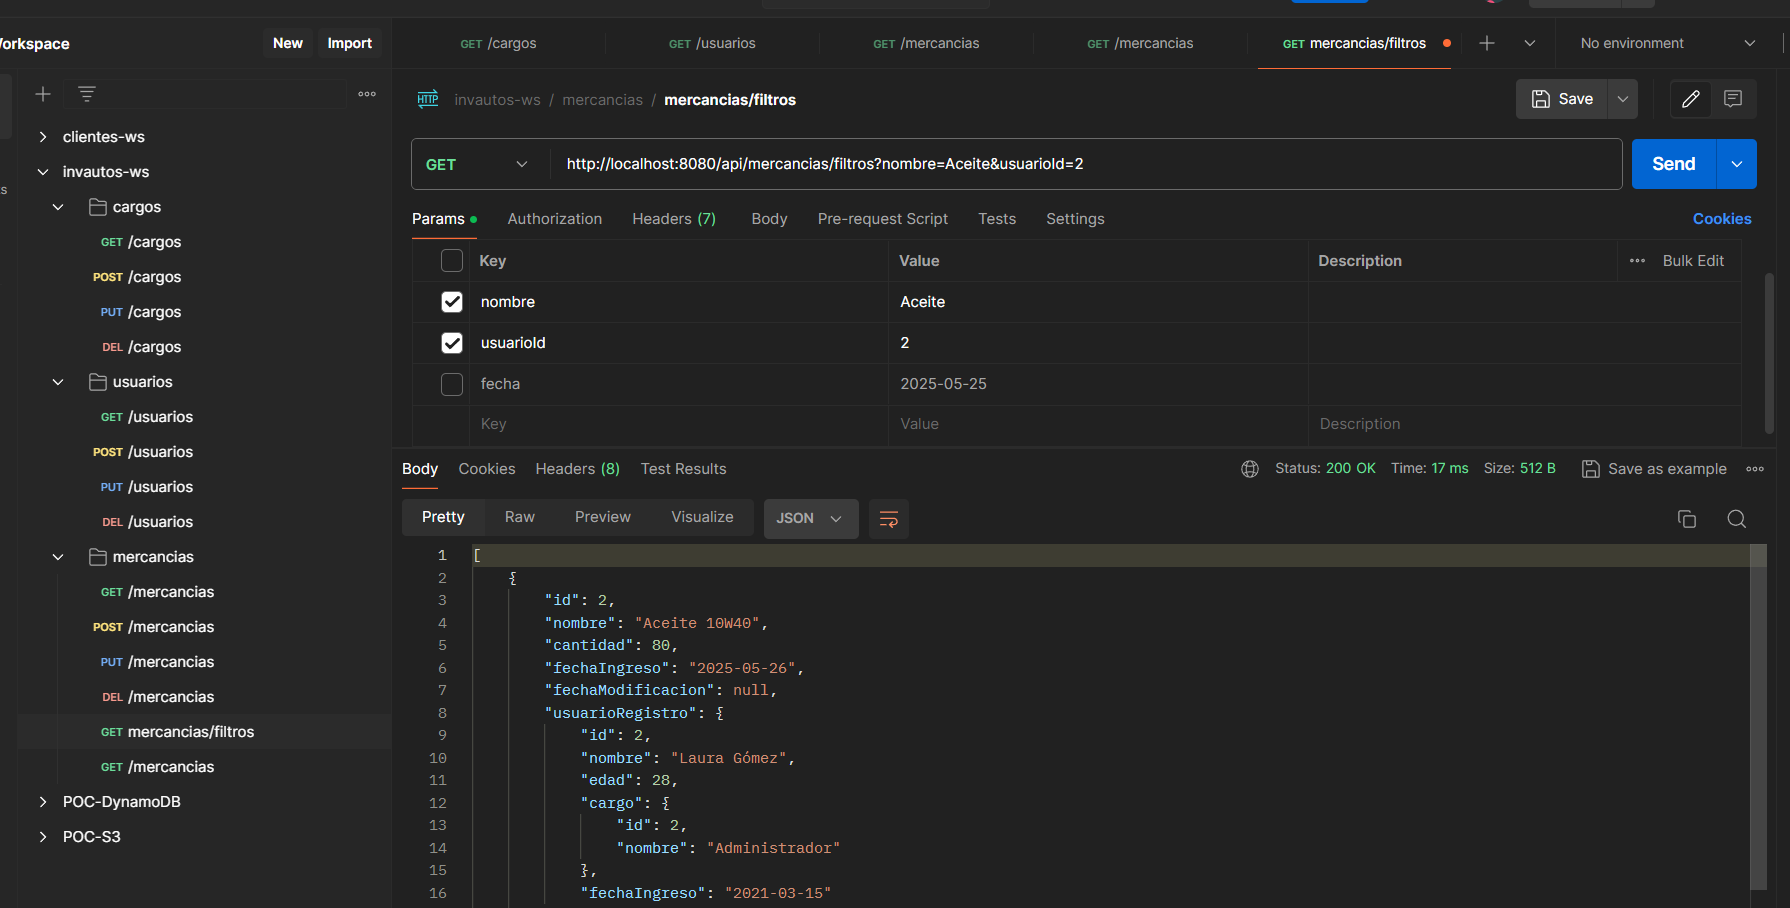 orkspace
New
Import
GET /cargos
GET /usuarios
GET /mercancias
GET /mercancias
GET mercancias/filtros
No environment
HTTP
invautos-ws / mercancias / mercancias/filtros
Save
clientes-ws
invautos-ws
cargos
GET /cargos
POST /cargos
PUT /cargos
DEL /cargos
usuarios
GET /usuarios
POST /usuarios
PUT /usuarios
DEL /usuarios
mercancias
GET /mercancias
POST /mercancias
PUT /mercancias
DEL /mercancias
GET mercancias/filtros
GET /mercancias
POC-DynamoDB
POC-S3
s
GET
http://localhost:8080/api/mercancias/filtros?nombre=Aceite&usuarioId=2
Send
Params
Authorization
Headers (7)
Body
Pre-request Script
Tests
Settings
Cookies
Key Value Description Bulk Edit
nombre Aceite
usuarioId 2
fecha 2025-05-25
Key Value Description
Body
Cookies
Headers (8)
Test Results
Status: 200 OK
Time: 17 ms
Size: 512 B
Save as example
Pretty
Raw
Preview
Visualize
JSON
1 [
2 {
3 "id": 2,
4 "nombre": "Aceite 10W40",
5 "cantidad": 80,
6 "fechaIngreso": "2025-05-26",
7 "fechaModificacion": null,
8 "usuarioRegistro": {
9 "id": 2,
10 "nombre": "Laura Gómez",
11 "edad": 28,
12 "cargo": {
13 "id": 2,
14 "nombre": "Administrador"
15 },
16 "fechaIngreso": "2021-03-15"